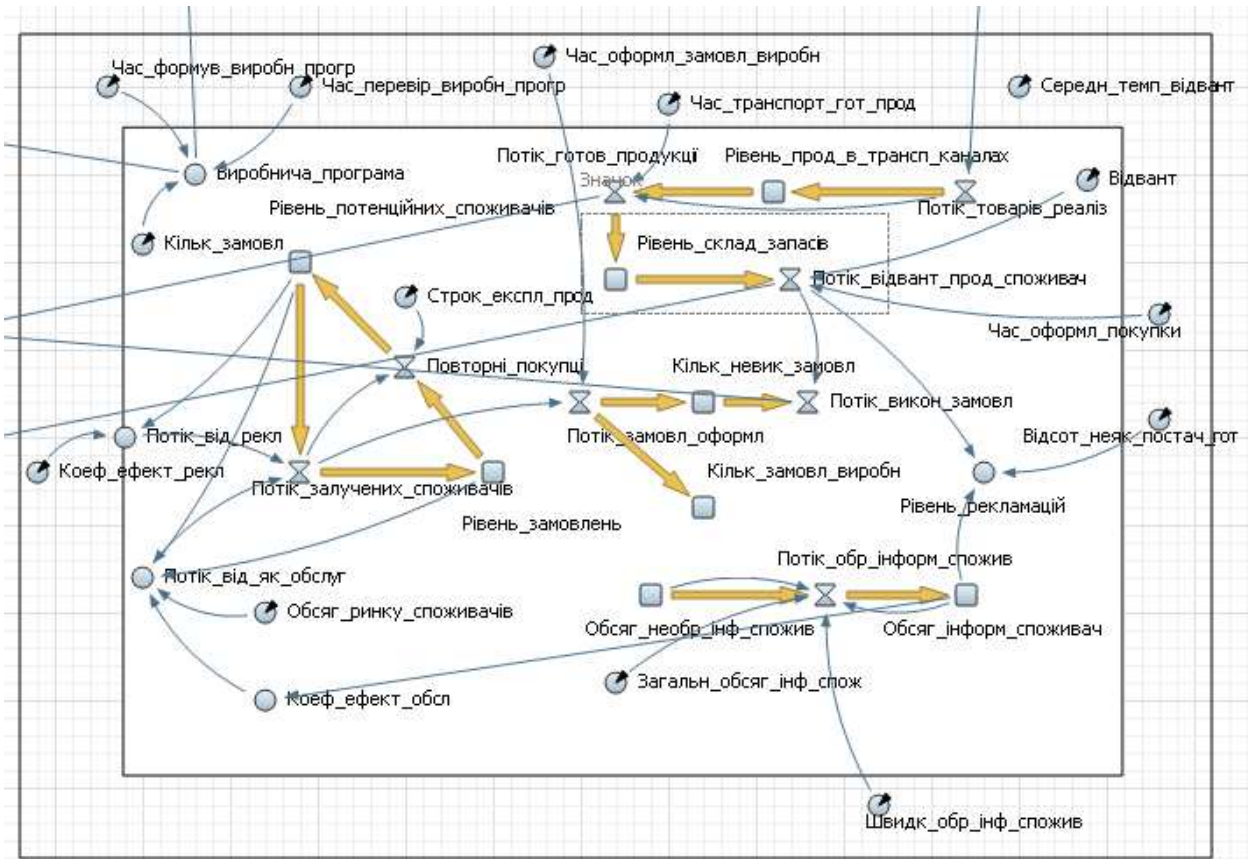 Час_оформл_замовл_виробн
Час_формув_виробн_прогр
Час_перевір_виробн_прогр
Середн_темп_відвант
Час_транспорт_гот_прод
Потік_готов_продукції
Рівень_прод_в_трансп_каналах
Виробнича_програма
Значок
Відвант
Рівень_потенційних_споживачів
Потік_товарів_реаліз
Кільк_замовл
Рівень_склад_запасів
Потік_відвант_прод_споживач
Строк_експл_прод
Час_оформл_покупки
Повторні_покупці
Кільк_невик_замовл
Потік_викон_замовл
Потік_від_рекл
Потік_замовл_оформл
Відсот_неяк_постач_гот
Коеф_ефект_рекл
Кільк_замовл_виробн
Потік_залучених_споживачів
Рівень_рекламацій
Рівень_замовлень
Потік_обр_інформ_спожив
Потік_від_як_обслуг
Обсяг_ринку_споживачів
Обсяг_необр_інф_спожив
Обсяг_інформ_споживач
Загальн_обсяг_інф_спож
Коеф_ефект_обсл
Швидк_обр_інф_спожив